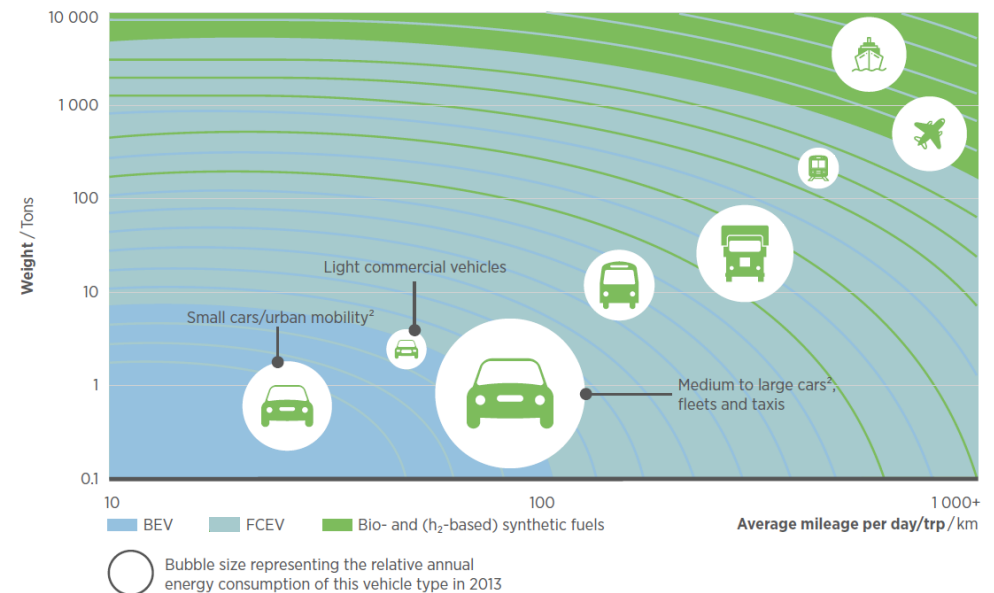 10 000
1 000
100
10
1
0.1
Weight / Tons
Light commercial vehicles
Small cars/urban mobility²
Medium to large cars²,
fleets and taxis
10
100
1 000+
BEV
FCEV
Bio- and (h₂-based) synthetic fuels
Average mileage per day/trp / km
Bubble size representing the relative annual
energy consumption of this vehicle type in 2013